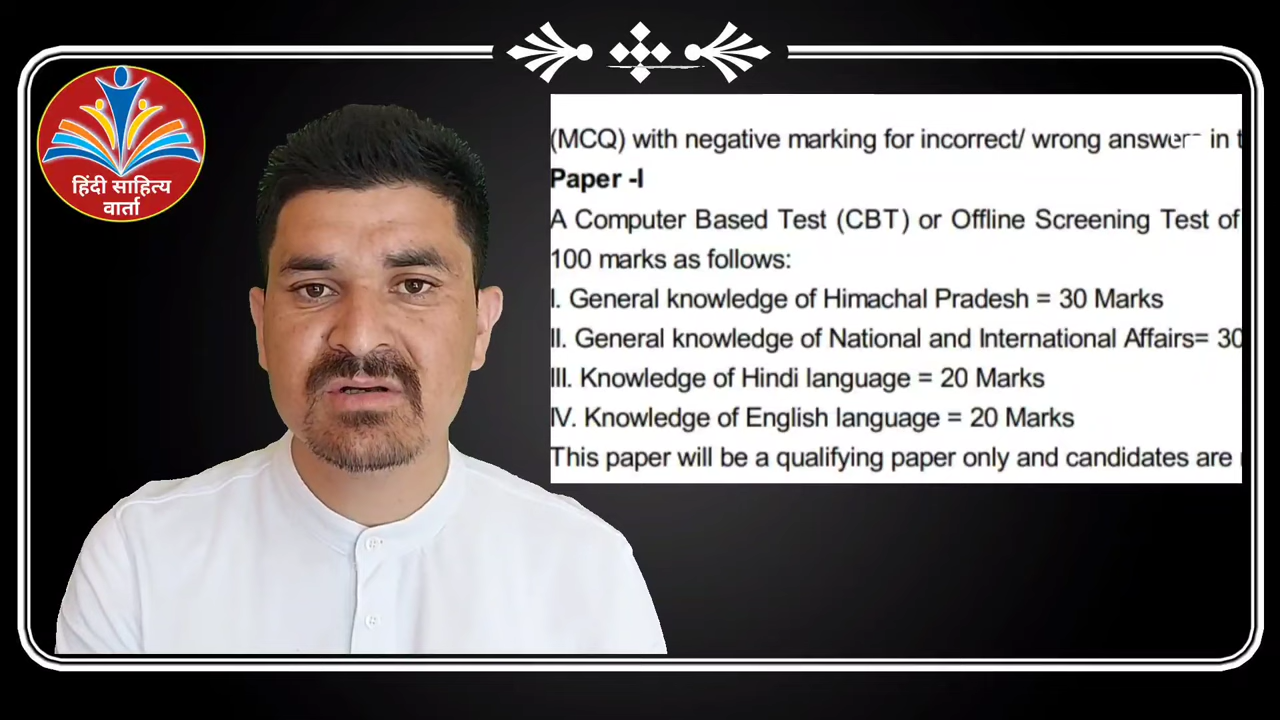 हिंदी साहित्य
वार्ता
(MCQ) with negative marking for incorrect/ wrong answers in
Paper -I
A Computer Based Test (CBT) or Offline Screening Test of
100 marks as follows:
I. General knowledge of Himachal Pradesh = 30 Marks
II. General knowledge of National and International Affairs= 30
III. Knowledge of Hindi language = 20 Marks
IV. Knowledge of English language = 20 Marks
This paper will be a qualifying paper only and candidates are